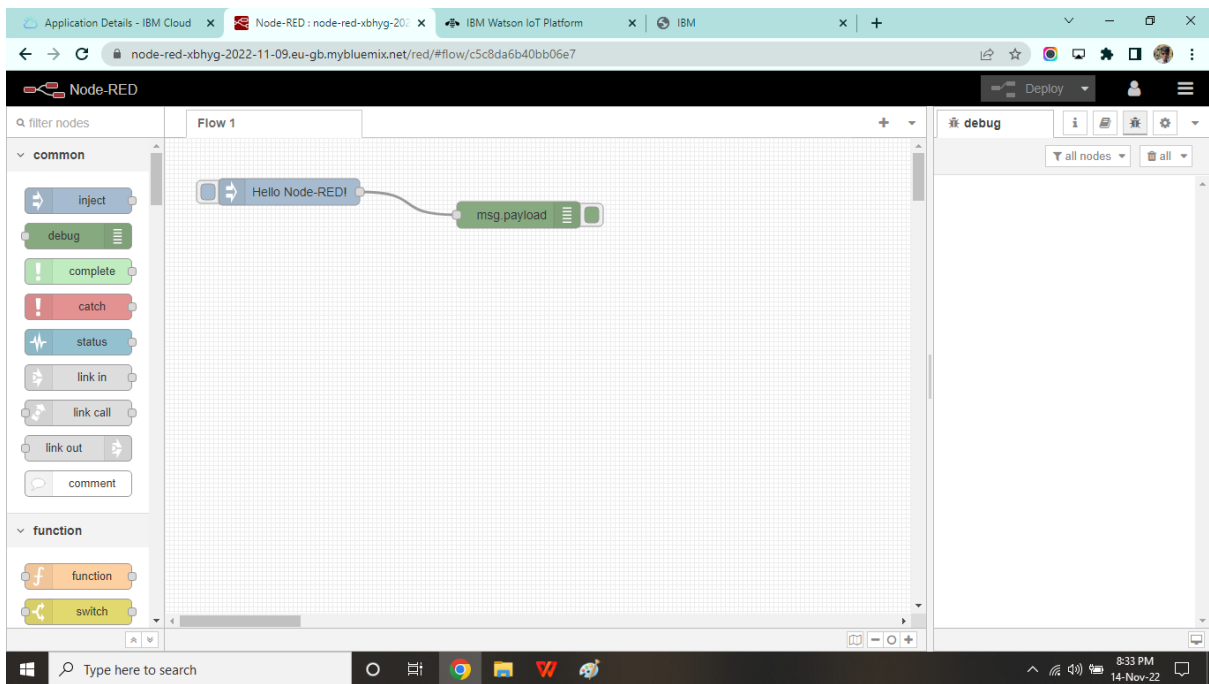 Application Details - IBM Cloud
Node-RED : node-red-xbhyg-202
IBM Watson IoT Platform
IBM
node-red-xbhyg-2022-11-09.eu-gb.mybluemix.net/red/#flow/c5c8da6b40bb06e7
Node-RED
Deploy
filter nodes
Flow 1
debug
i
common
all nodes
all
inject
Hello Node-RED!
msg.payload
debug
complete
catch
status
link in
link call
link out
comment
function
function
switch
Type here to search
8:33 PM
14-Nov-22